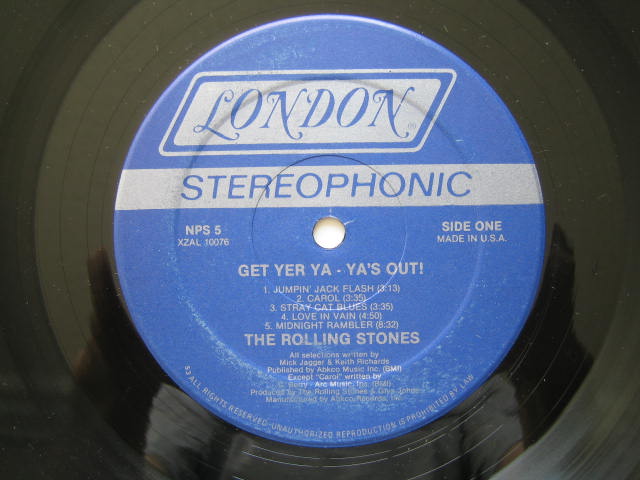 LONDON ®
STEREOPHONIC
NPS 5
XZAL 10076
SIDE ONE
MADE IN U.S.A.
GET YER YA - YA'S OUT!
1. JUMPIN' JACK FLASH (3:13)
2. CAROL (3:35)
3. STRAY CAT BLUES (3:35)
4. LOVE IN VAIN (4:50)
5. MIDNIGHT RAMBLER (8:32)
THE ROLLING STONES
All selections written by
Mick Jagger & Keith Richards
Published by Abkco Music Inc. (BMI)
Except "Carol" written by
C. Berry - Arc Music, Inc. (BMI)
Produced by The Rolling Stones & Glyn Johns
Manufactured by Abkco Records, Inc.
53 ALL RIGHTS RESERVED-UNAUTHORIZED REPRODUCTION IS PROHIBITED BY LAW